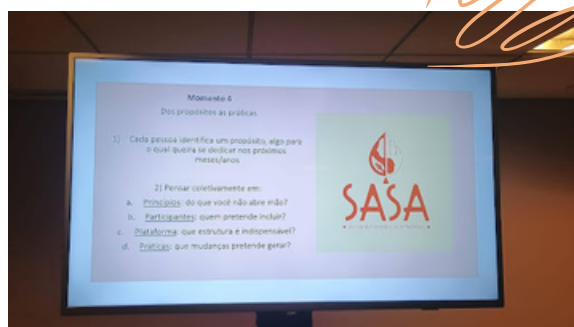 Momento 4
Dos propósitos às práticas
1) Cada pessoa identifica um propósito, algo para
o qual queira se dedicar nos próximos
meses/anos
2) Pensar coletivamente em:
a. Princípios: do que você não abre mão?
b. Participantes: quem pretende incluir?
c. Plataforma: que estrutura é indispensável?
d. Práticas: que mudanças pretende gerar?
SASA